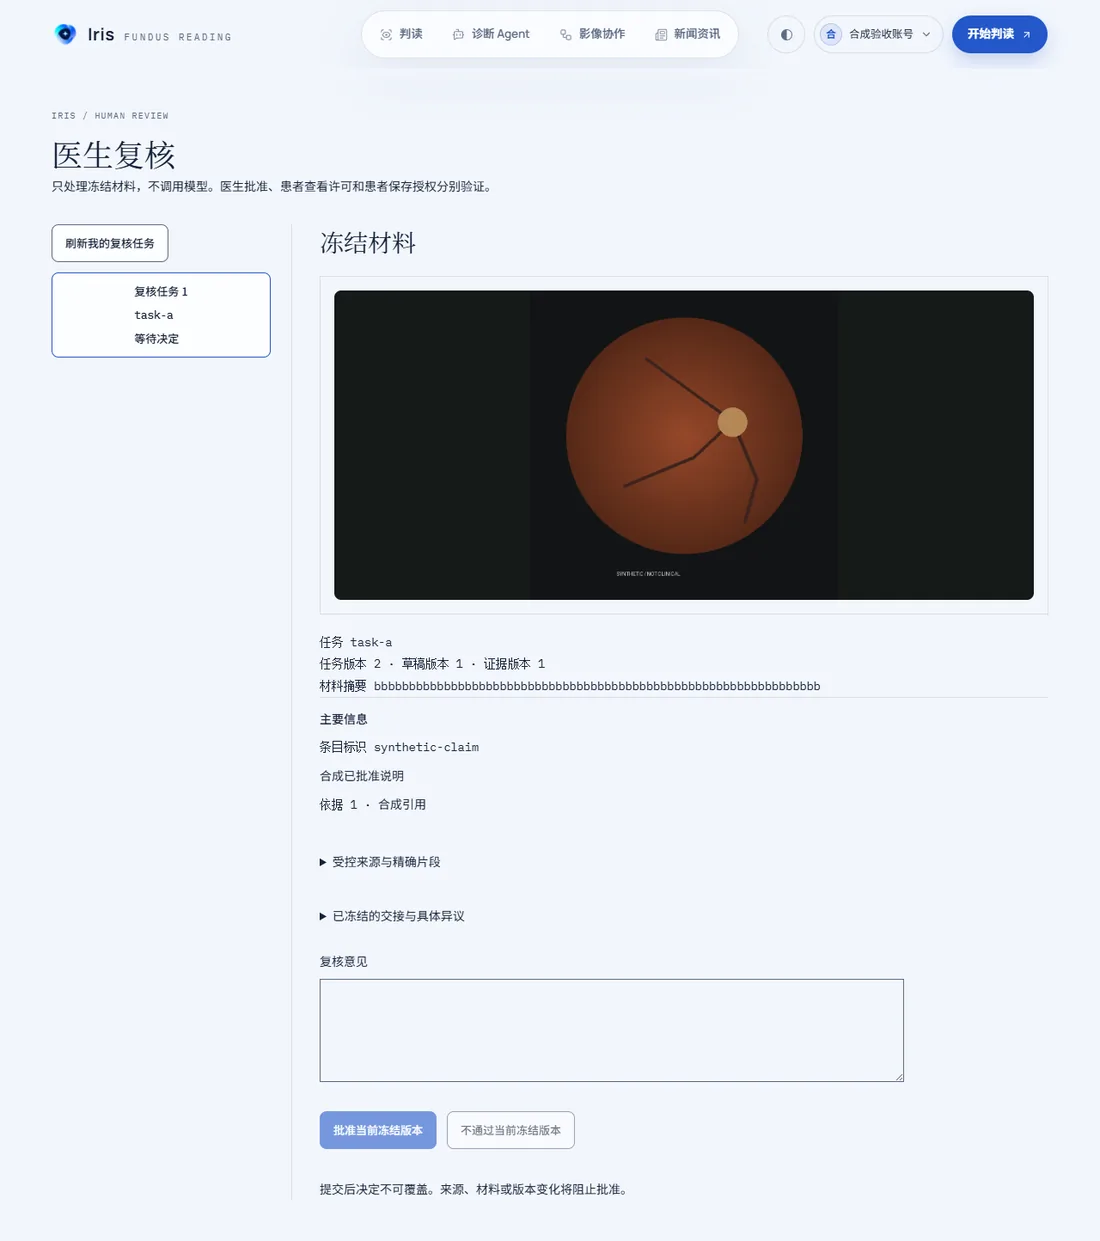 Iris FUNDUS READING
判读
诊断 Agent
影像协作
新闻资讯
合 合成验收账号
开始判读
IRIS / HUMAN REVIEW
医生复核
只处理冻结材料，不调用模型。医生批准、患者查看许可和患者保存授权分别验证。
刷新我的复核任务
复核任务 1
task-a
等待决定
冻结材料
SYNTHETIC / NOT CLINICAL
任务 task-a
任务版本 2 · 草稿版本 1 · 证据版本 1
材料摘要 bbbbbbbbbbbbbbbbbbbbbbbbbbbbbbbbbbbbbbbbbbbbbbbbbbbbbbbbbbbbbbbb
主要信息
条目标识 synthetic-claim
合成已批准说明
依据 1 · 合成引用
受控来源与精确片段
已冻结的交接与具体异议
复核意见
批准当前冻结版本
不通过当前冻结版本
提交后决定不可覆盖。来源、材料或版本变化将阻止批准。